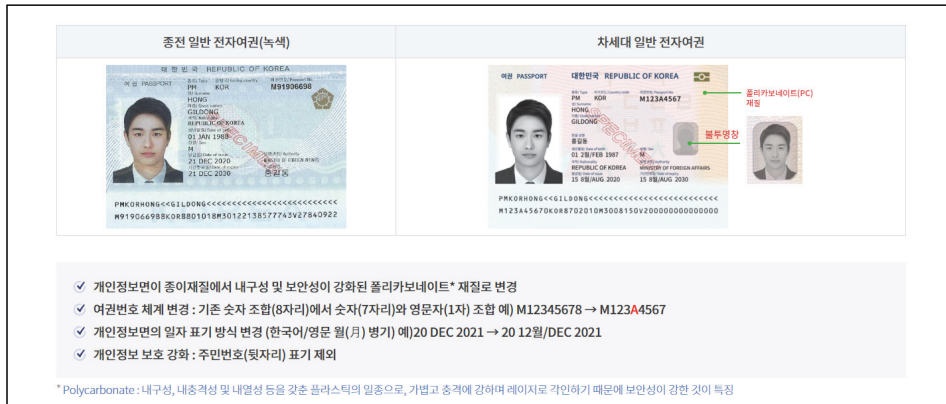 종전 일반 전자여권(녹색)
차세대 일반 전자여권
대 한 민 국 REPUBLIC OF KOREA
여권 PASSPORT
PM KOR M91906698
HONG
GILDONG
REPUBLIC OF KOREA
01 JAN 1988
M
21 DEC 2020
21 DEC 2030
홍길동
SPECIMEN
PMKORHONG<<GILDONG<<<<<<<<<<<<<<<<<<<<<<<<<<
M919066988KOR8801018M30122138577743V27840922
여권 PASSPORT 대한민국 REPUBLIC OF KOREA
PM KOR M123A4567
HONG
GILDONG
홍길동
01 2월/FEB 1987 M
REPUBLIC OF KOREA MINISTRY OF FOREIGN AFFAIRS
15 8월/AUG 2020 15 8월/AUG 2030
SPECIMEN
PMKORHONG<<GILDONG<<<<<<<<<<<<<<<<<<<<<<<<<<
M123A45670KOR8702010M3008150V200000000000000
폴리카보네이트(PC)
재질
불투명창
개인정보면이 종이재질에서 내구성 및 보안성이 강화된 폴리카보네이트* 재질로 변경
여권번호 체계 변경 : 기존 숫자 조합(8자리)에서 숫자(7자리)와 영문자(1자) 조합 예) M12345678 → M123A4567
개인정보면의 일자 표기 방식 변경 (한국어/영문 월(月) 병기) 예)20 DEC 2021 → 20 12월/DEC 2021
개인정보 보호 강화 : 주민번호(뒷자리) 표기 제외
* Polycarbonate : 내구성, 내충격성 및 내열성 등을 갖춘 플라스틱의 일종으로, 가볍고 충격에 강하며 레이저로 각인하기 때문에 보안성이 강한 것이 특징